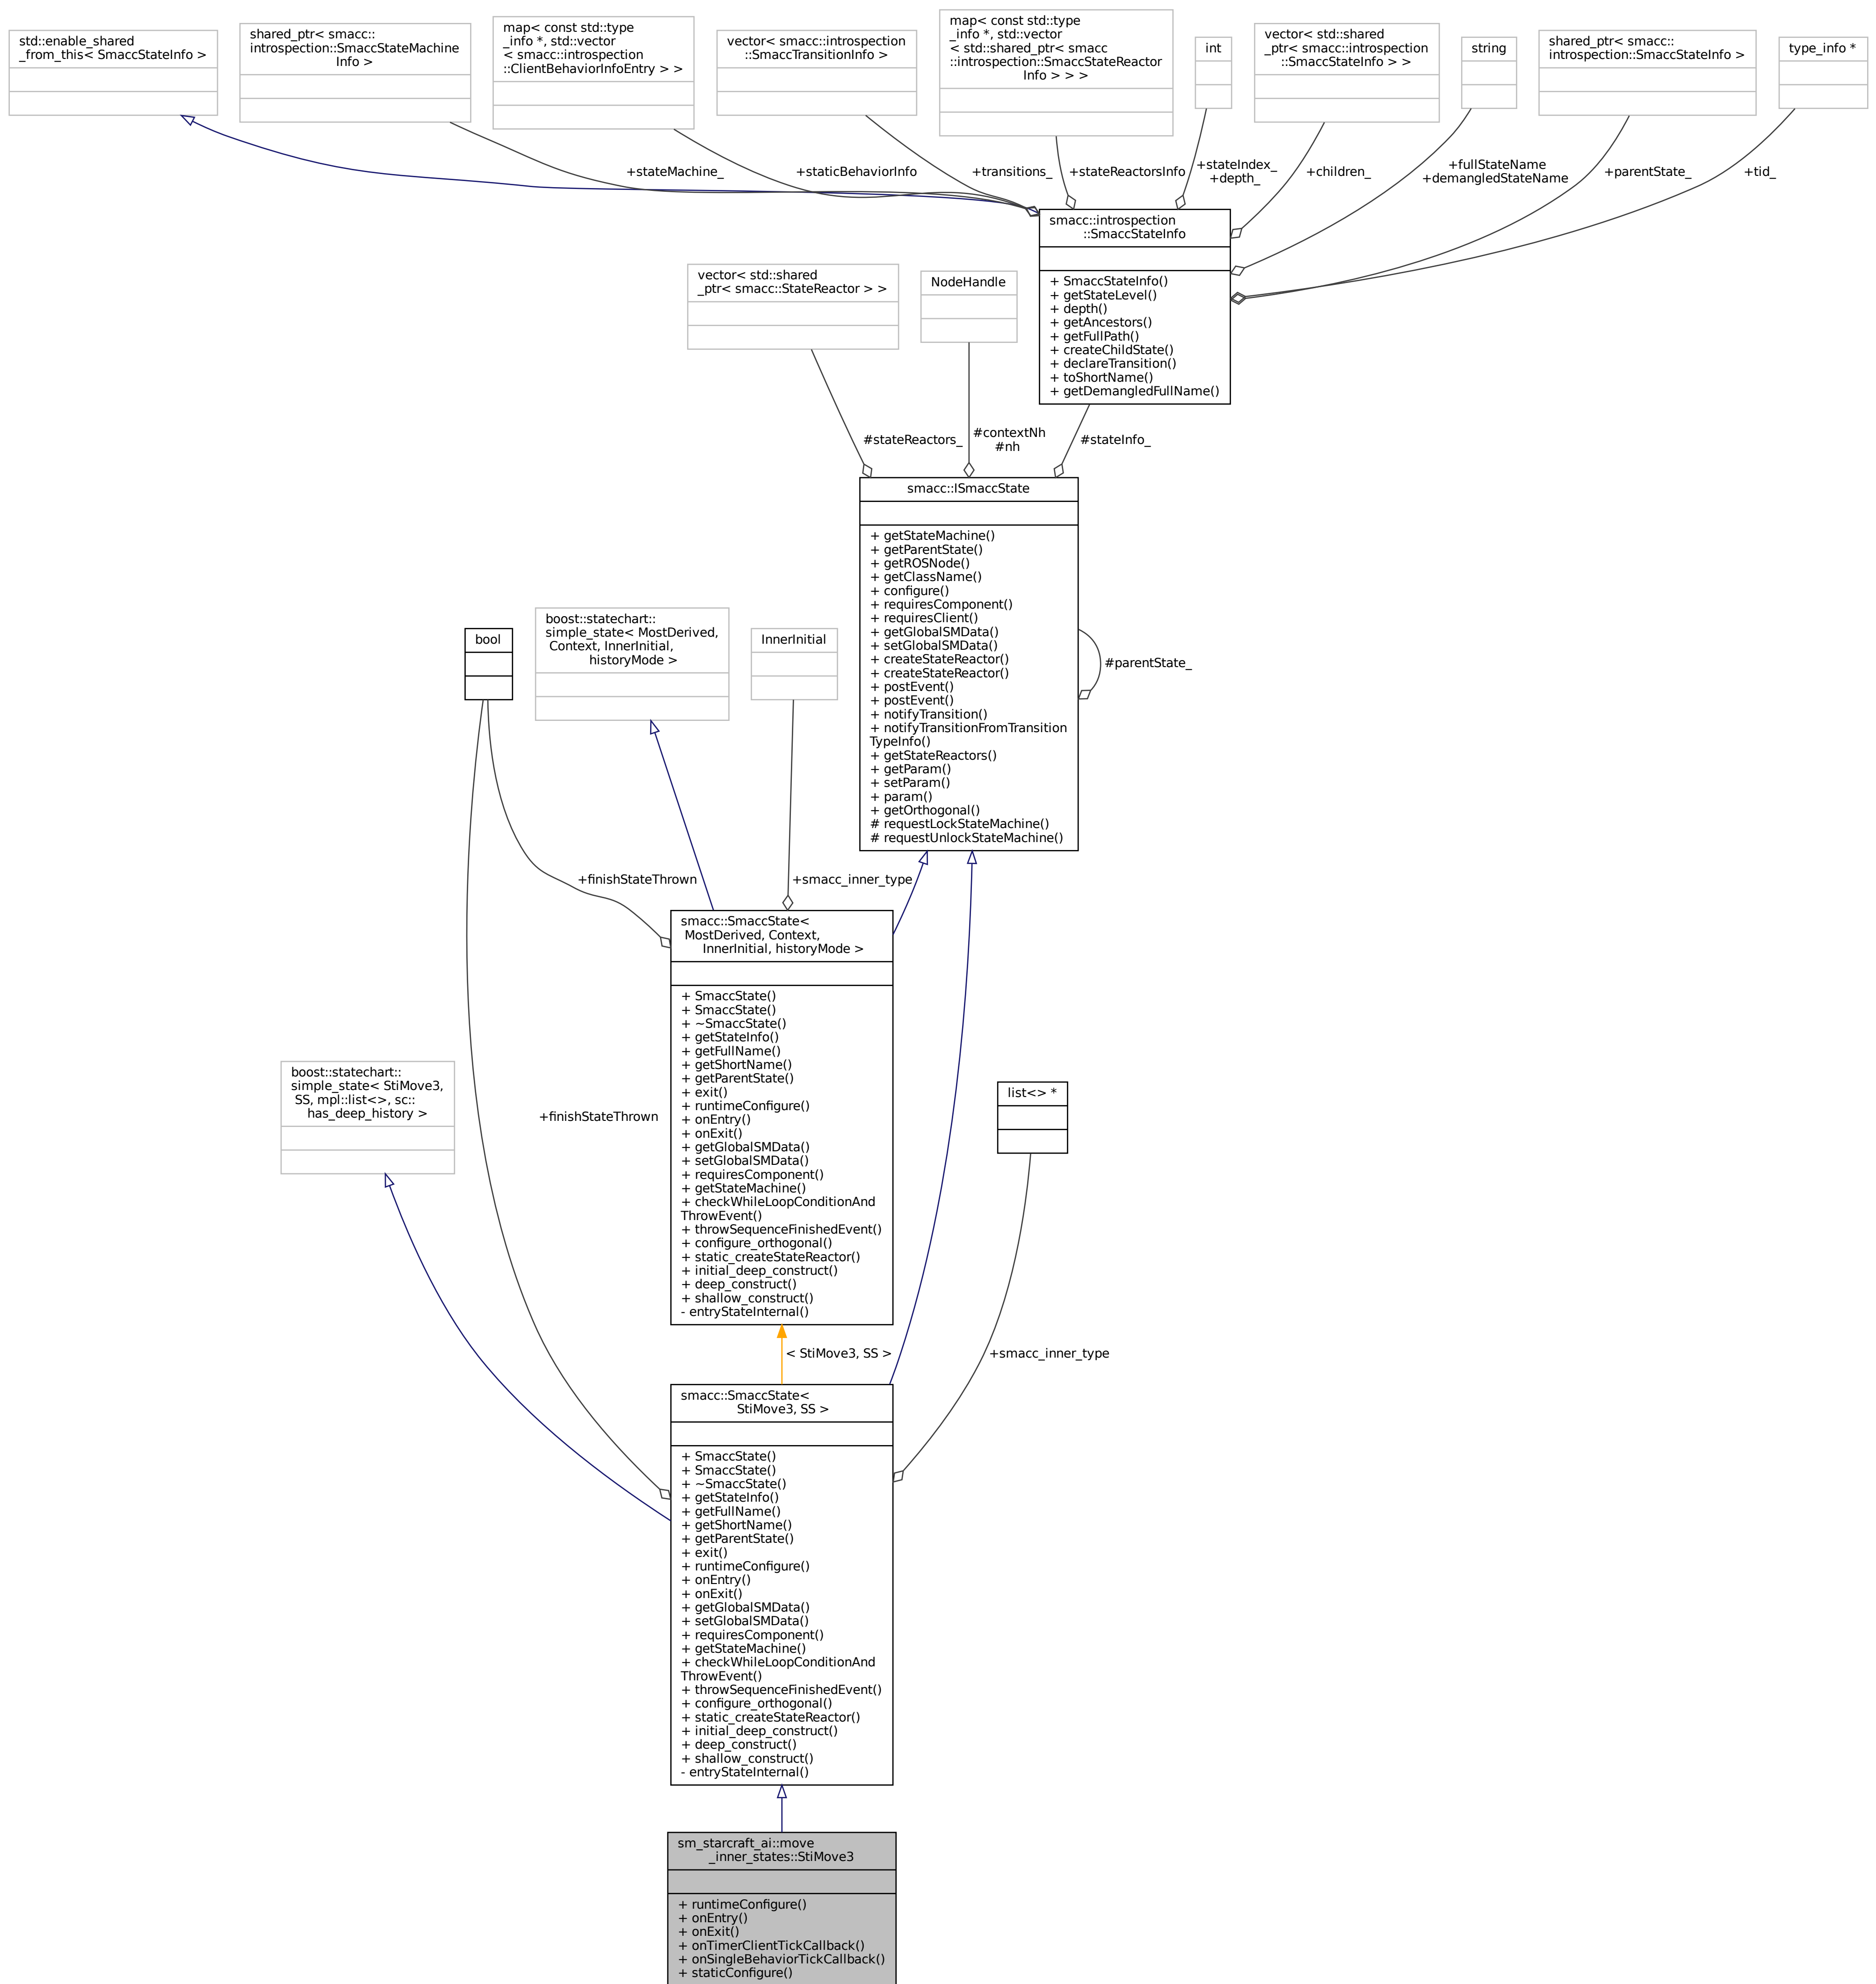 std::enable_shared
_from_this< SmaccStateInfo >
shared_ptr< smacc::
introspection::SmaccStateMachine
Info >
map< const std::type
_info *, std::vector
< smacc::introspection
::ClientBehaviorInfoEntry > >
vector< smacc::introspection
::SmaccTransitionInfo >
map< const std::type
_info *, std::vector
< std::shared_ptr< smacc
::introspection::SmaccStateReactor
Info > > >
int
vector< std::shared
_ptr< smacc::introspection
::SmaccStateInfo > >
string
shared_ptr< smacc::
introspection::SmaccStateInfo >
type_info *
+stateMachine_
+staticBehaviorInfo
+transitions_
+stateReactorsInfo
+stateIndex_
+depth_
+children_
+fullStateName
+demangledStateName
+parentState_
+tid_
smacc::introspection
::SmaccStateInfo
+ SmaccStateInfo()
+ getStateLevel()
+ depth()
+ getAncestors()
+ getFullPath()
+ createChildState()
+ declareTransition()
+ toShortName()
+ getDemangledFullName()
vector< std::shared
_ptr< smacc::StateReactor > >
NodeHandle
#stateReactors_
#contextNh
#nh
#stateInfo_
smacc::ISmaccState
+ getStateMachine()
+ getParentState()
+ getROSNode()
+ getClassName()
+ configure()
+ requiresComponent()
+ requiresClient()
+ getGlobalSMData()
+ setGlobalSMData()
+ createStateReactor()
+ createStateReactor()
+ postEvent()
+ postEvent()
+ notifyTransition()
+ notifyTransitionFromTransition
TypeInfo()
+ getStateReactors()
+ getParam()
+ setParam()
+ param()
+ getOrthogonal()
# requestLockStateMachine()
# requestUnlockStateMachine()
#parentState_
bool
boost::statechart::
simple_state< MostDerived,
Context, InnerInitial,
historyMode >
InnerInitial
+finishStateThrown
+smacc_inner_type
smacc::SmaccState<
MostDerived, Context,
InnerInitial, historyMode >
+ SmaccState()
+ SmaccState()
+ ~SmaccState()
+ getStateInfo()
+ getFullName()
+ getShortName()
+ getParentState()
+ exit()
+ runtimeConfigure()
+ onEntry()
+ onExit()
+ getGlobalSMData()
+ setGlobalSMData()
+ requiresComponent()
+ getStateMachine()
+ checkWhileLoopConditionAnd
ThrowEvent()
+ throwSequenceFinishedEvent()
+ configure_orthogonal()
+ static_createStateReactor()
+ initial_deep_construct()
+ deep_construct()
+ shallow_construct()
- entryStateInternal()
boost::statechart::
simple_state< StiMove3,
SS, mpl::list<>, sc::
has_deep_history >
+finishStateThrown
list<> *
< StiMove3, SS >
+smacc_inner_type
smacc::SmaccState<
StiMove3, SS >
+ SmaccState()
+ SmaccState()
+ ~SmaccState()
+ getStateInfo()
+ getFullName()
+ getShortName()
+ getParentState()
+ exit()
+ runtimeConfigure()
+ onEntry()
+ onExit()
+ getGlobalSMData()
+ setGlobalSMData()
+ requiresComponent()
+ getStateMachine()
+ checkWhileLoopConditionAnd
ThrowEvent()
+ throwSequenceFinishedEvent()
+ configure_orthogonal()
+ static_createStateReactor()
+ initial_deep_construct()
+ deep_construct()
+ shallow_construct()
- entryStateInternal()
sm_starcraft_ai::move
_inner_states::StiMove3
+ runtimeConfigure()
+ onEntry()
+ onExit()
+ onTimerClientTickCallback()
+ onSingleBehaviorTickCallback()
+ staticConfigure()